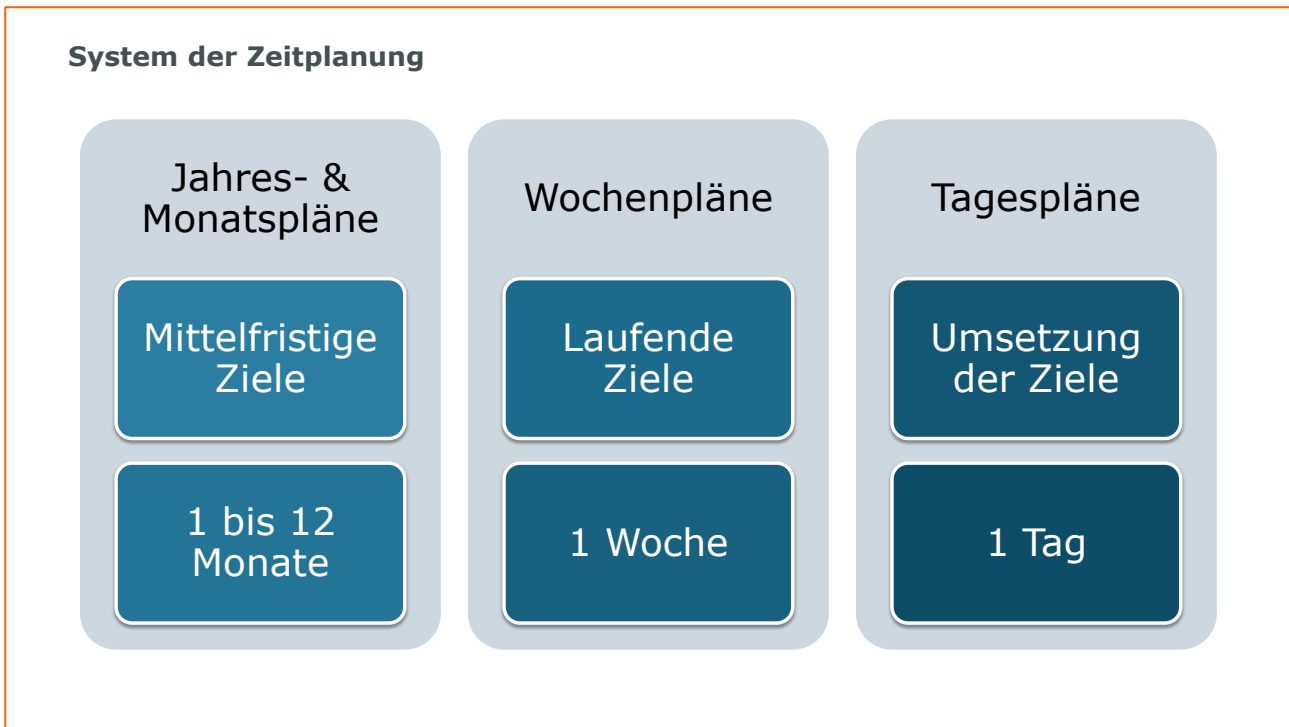 System der Zeitplanung
Jahres- &
Monatspläne
Mittelfristige
Ziele
1 bis 12
Monate
Wochenpläne
Laufende
Ziele
1 Woche
Tagespläne
Umsetzung
der Ziele
1 Tag